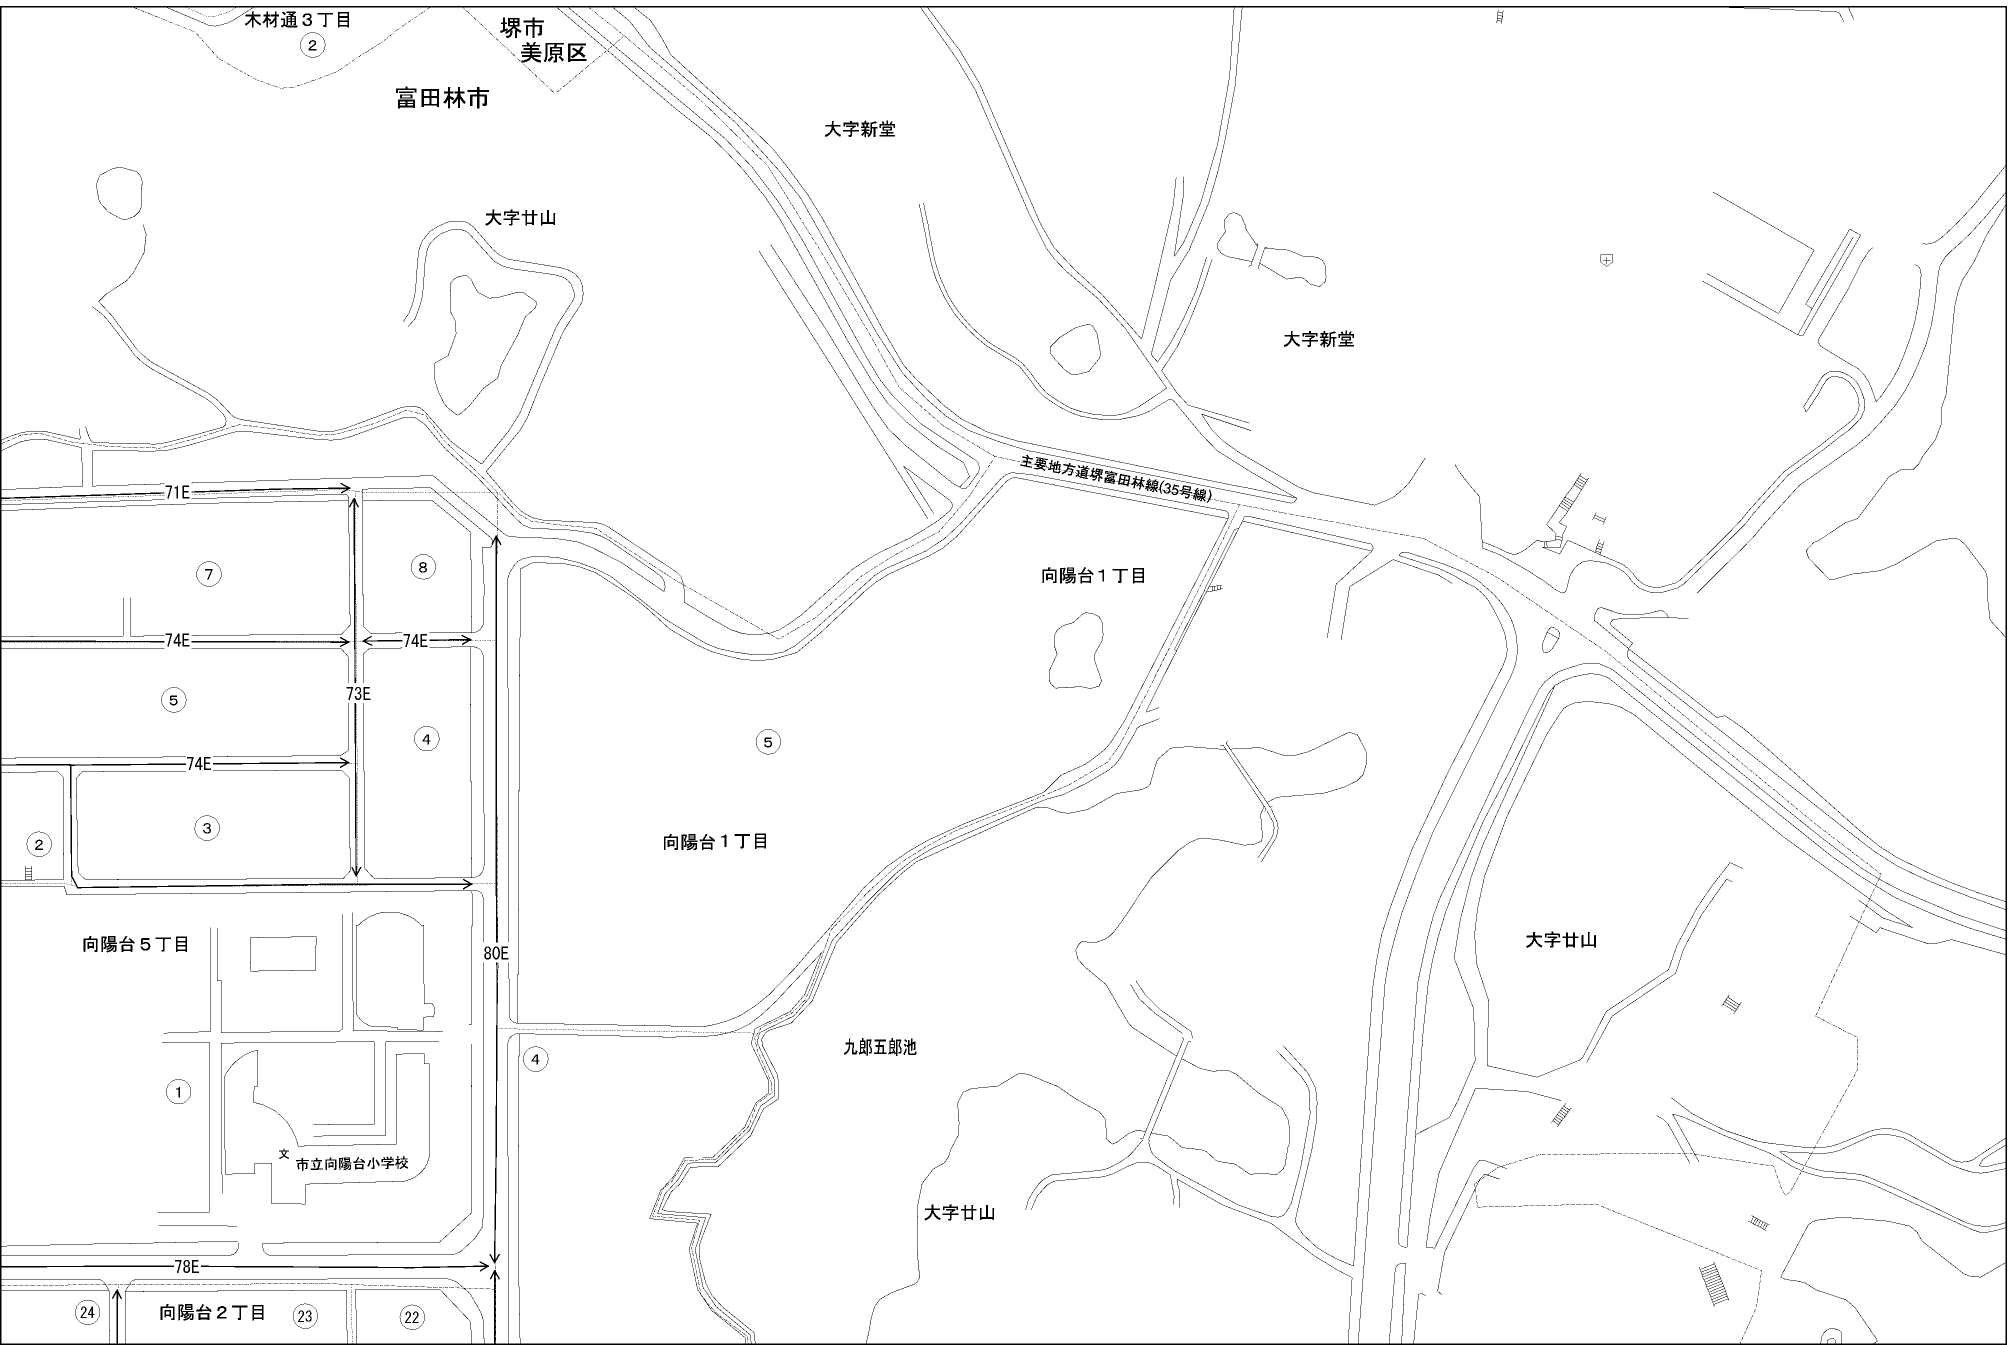 木材通3丁目
②
堺市
美原区
富田林市
大字新堂
大字廿山
大字新堂
主要地方道堺富田林線(35号線)
71E
⑦
⑧
向陽台1丁目
74E
74E
⑤
73E
④
⑤
74E
③
②
向陽台1丁目
向陽台5丁目
80E
大字廿山
九郎五郎池
④
①
文
市立向陽台小学校
大字廿山
78E
㉔
向陽台2丁目
㉓
㉒